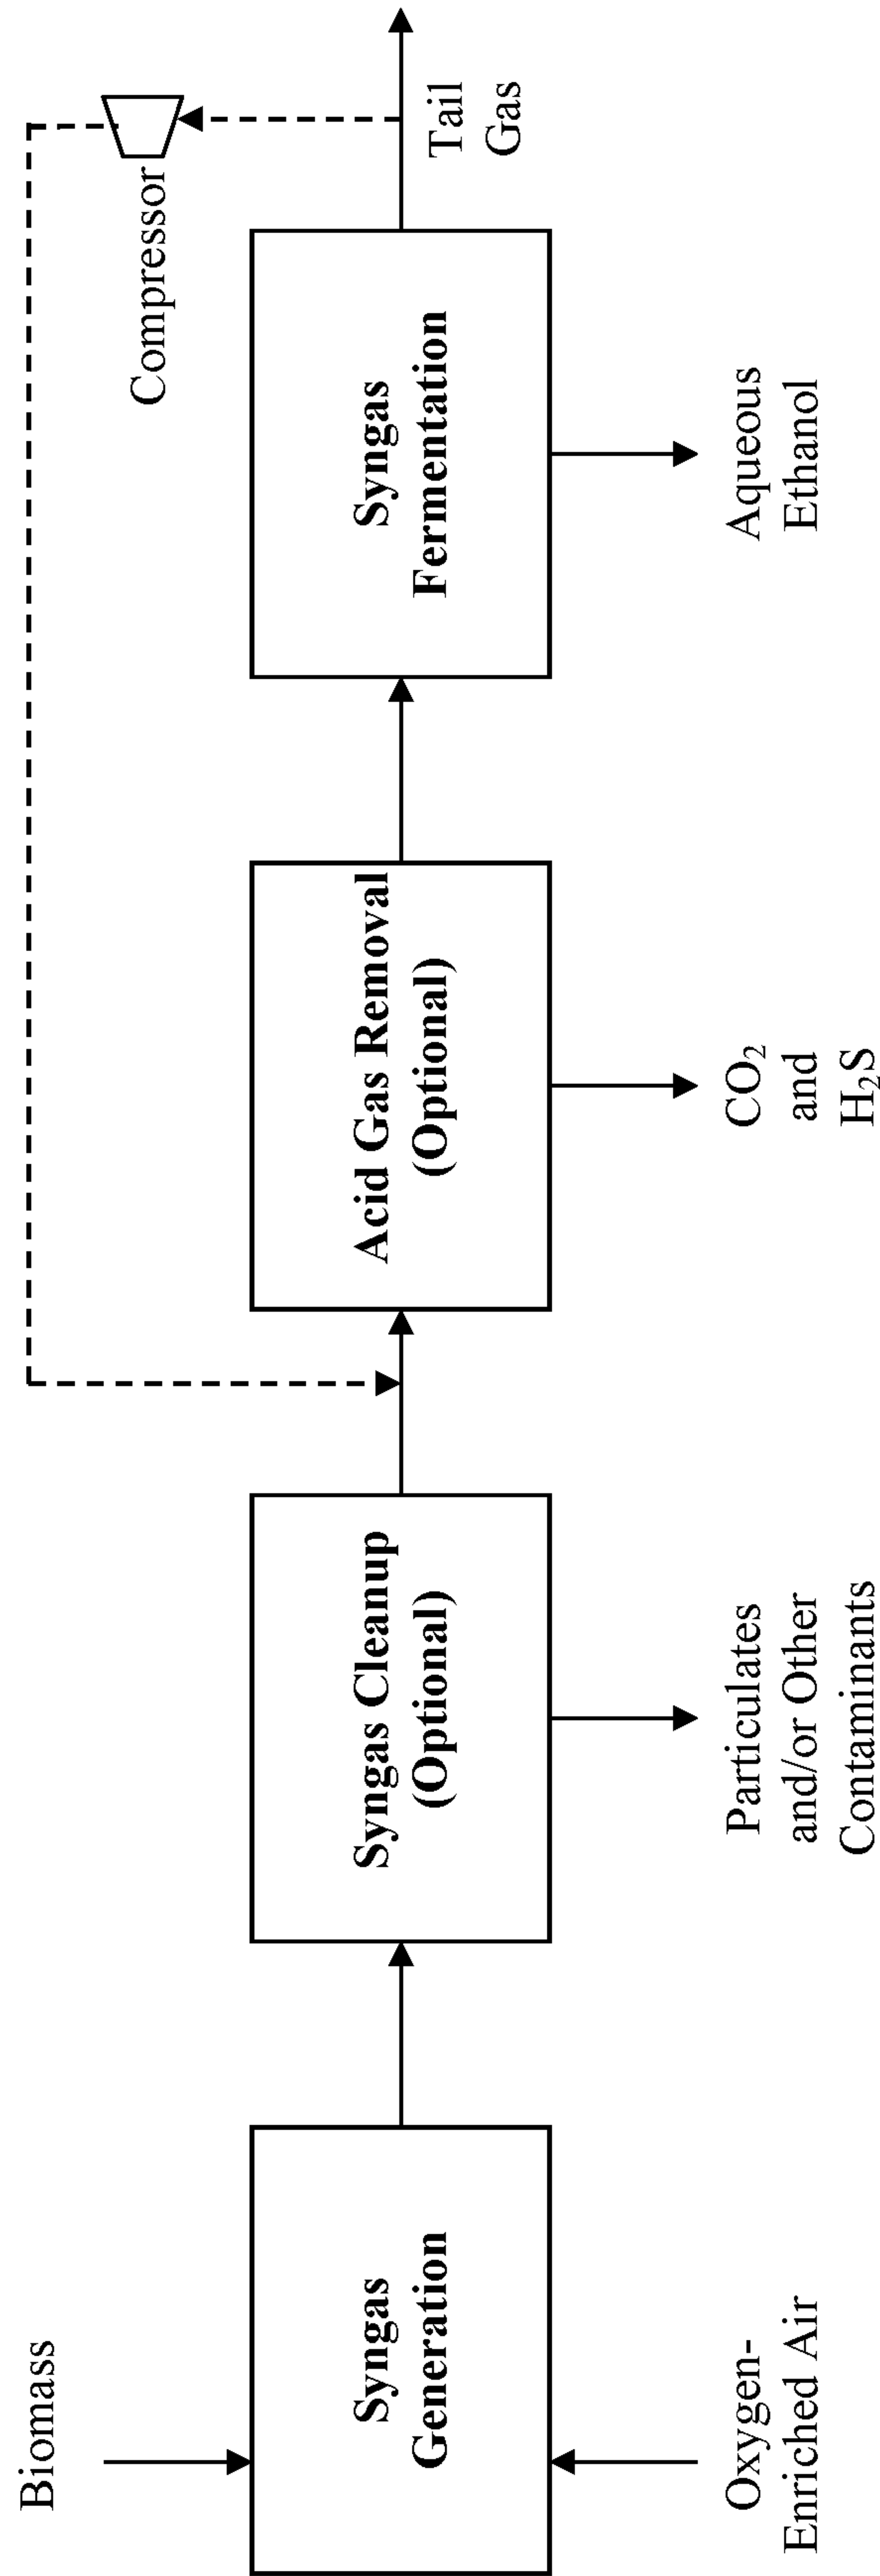 Biomass
Oxygen-
Enriched Air
Syngas
Generation
Syngas Cleanup
(Optional)
Particulates
and/or Other
Contaminants
Acid Gas Removal
(Optional)
CO₂
and
H₂S
Syngas
Fermentation
Aqueous
Ethanol
Compressor
Tail
Gas